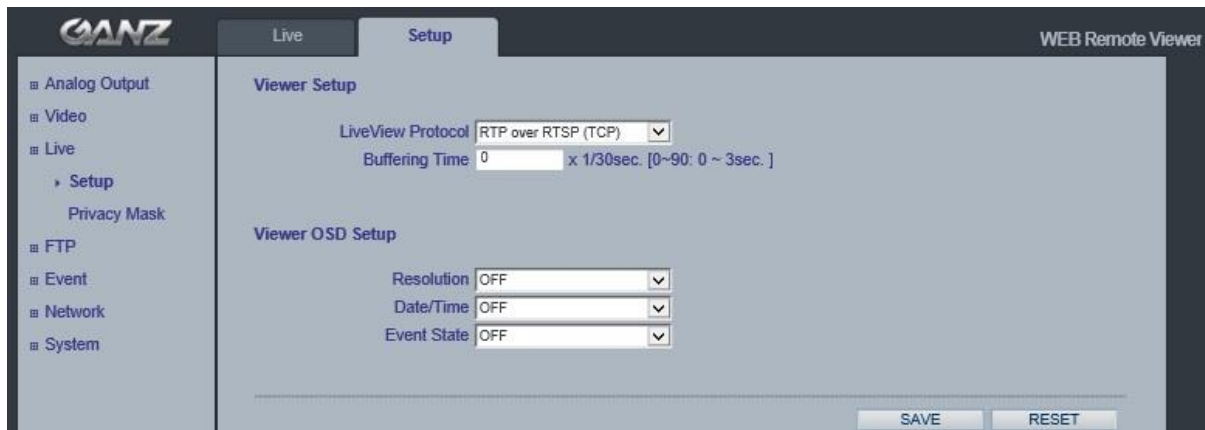 GANZ
Live
Setup
WEB Remote Viewer
Analog Output
Video
Live
Setup
Privacy Mask
FTP
Event
Network
System
Viewer Setup
LiveView Protocol RTP over RTSP (TCP)
Buffering Time 0 x 1/30sec. [0~90: 0 ~ 3sec. ]
Viewer OSD Setup
Resolution OFF
Date/Time OFF
Event State OFF
SAVE
RESET